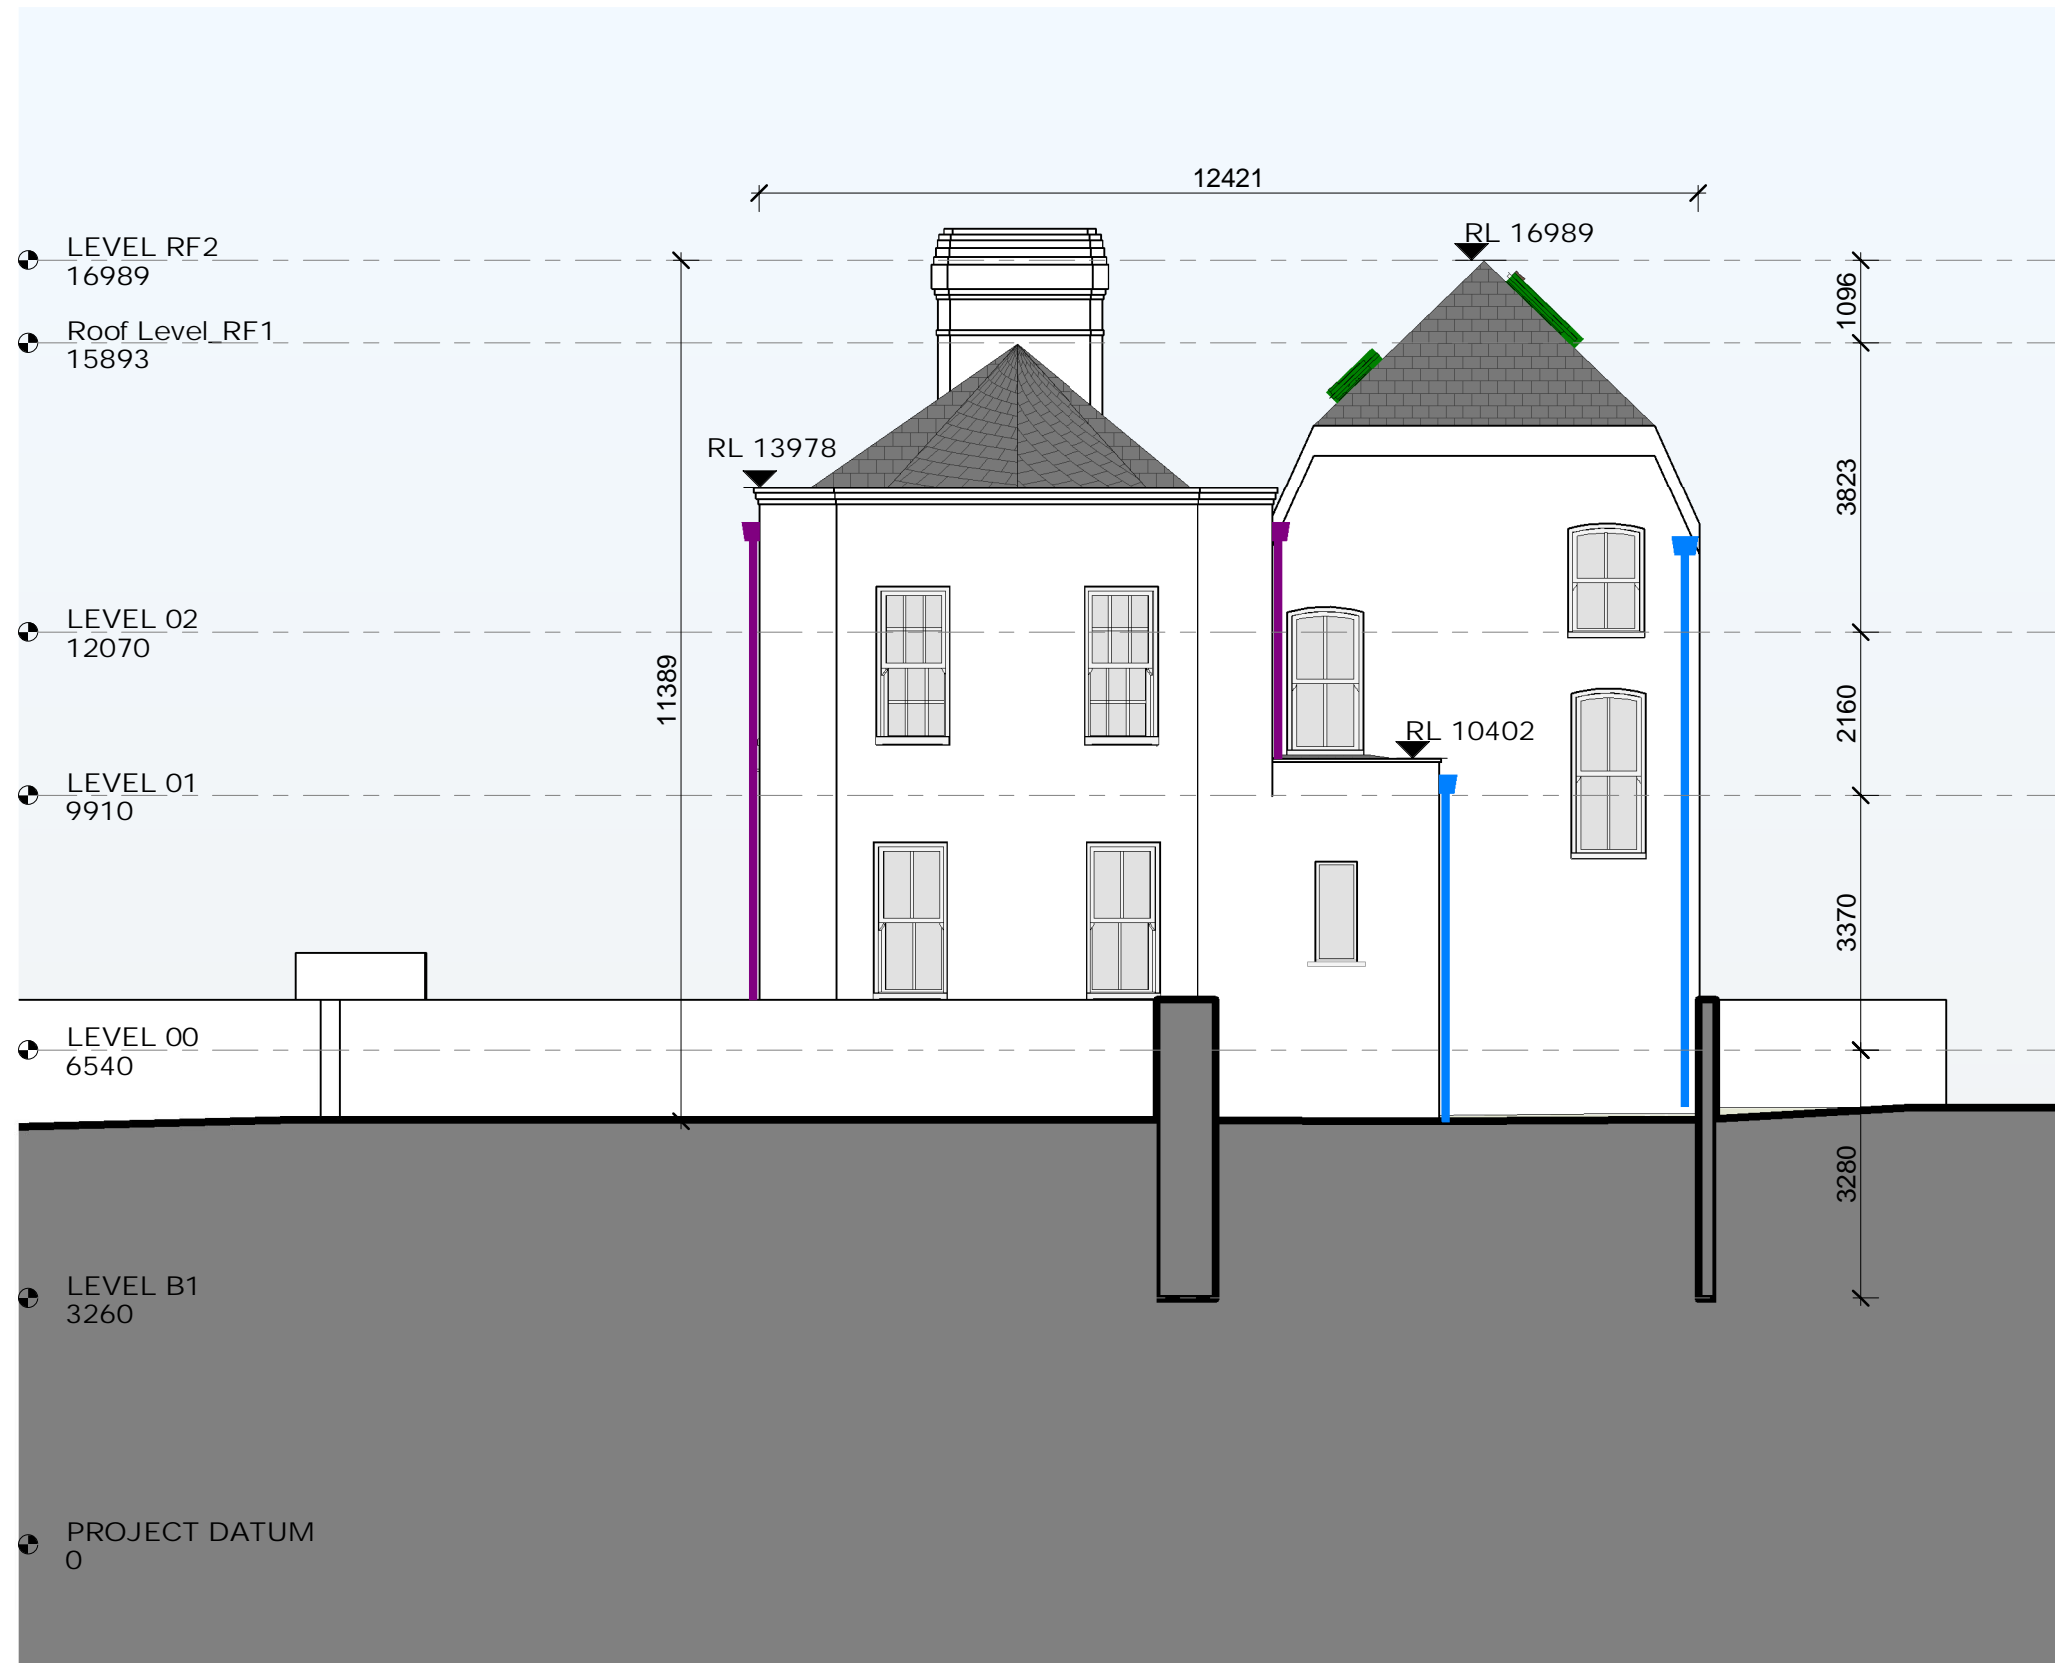 12421
LEVEL RF2
16989
RL 16989
1096
Roof Level_RF1
15893
RL 13978
3823
LEVEL 02
12070
11389
2160
RL 10402
LEVEL 01
9910
3370
LEVEL 00
6540
3280
LEVEL B1
3260
PROJECT DATUM
0